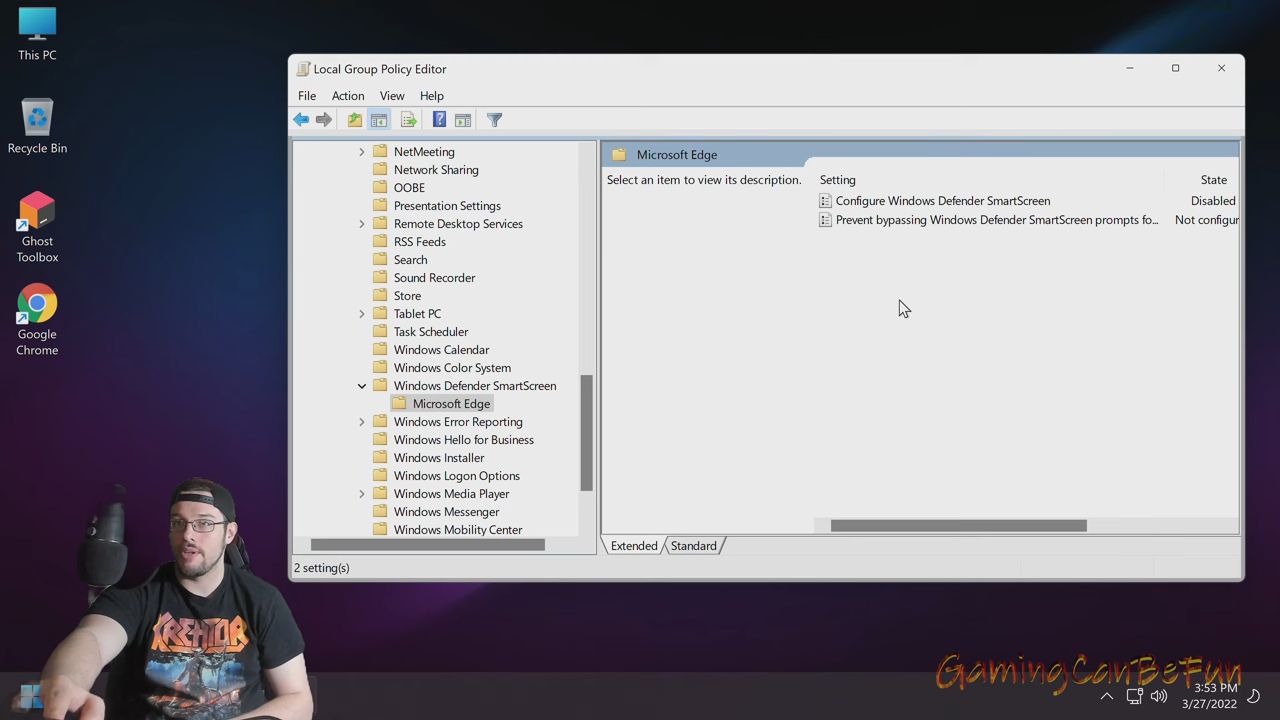 This PC
Recycle Bin
Ghost
Toolbox
Google
Chrome
Local Group Policy Editor
File Action View Help
NetMeeting
Network Sharing
OOBE
Presentation Settings
Remote Desktop Services
RSS Feeds
Search
Sound Recorder
Store
Tablet PC
Task Scheduler
Windows Calendar
Windows Color System
Windows Defender SmartScreen
Microsoft Edge
Windows Error Reporting
Windows Hello for Business
Windows Installer
Windows Logon Options
Windows Media Player
Windows Messenger
Windows Mobility Center
Microsoft Edge
Select an item to view its description.
Setting State
Configure Windows Defender SmartScreen Disabled
Prevent bypassing Windows Defender SmartScreen prompts fo... Not configur
Extended Standard
2 setting(s)
KREATOR
GamingCanBeFun
3:53 PM
3/27/2022